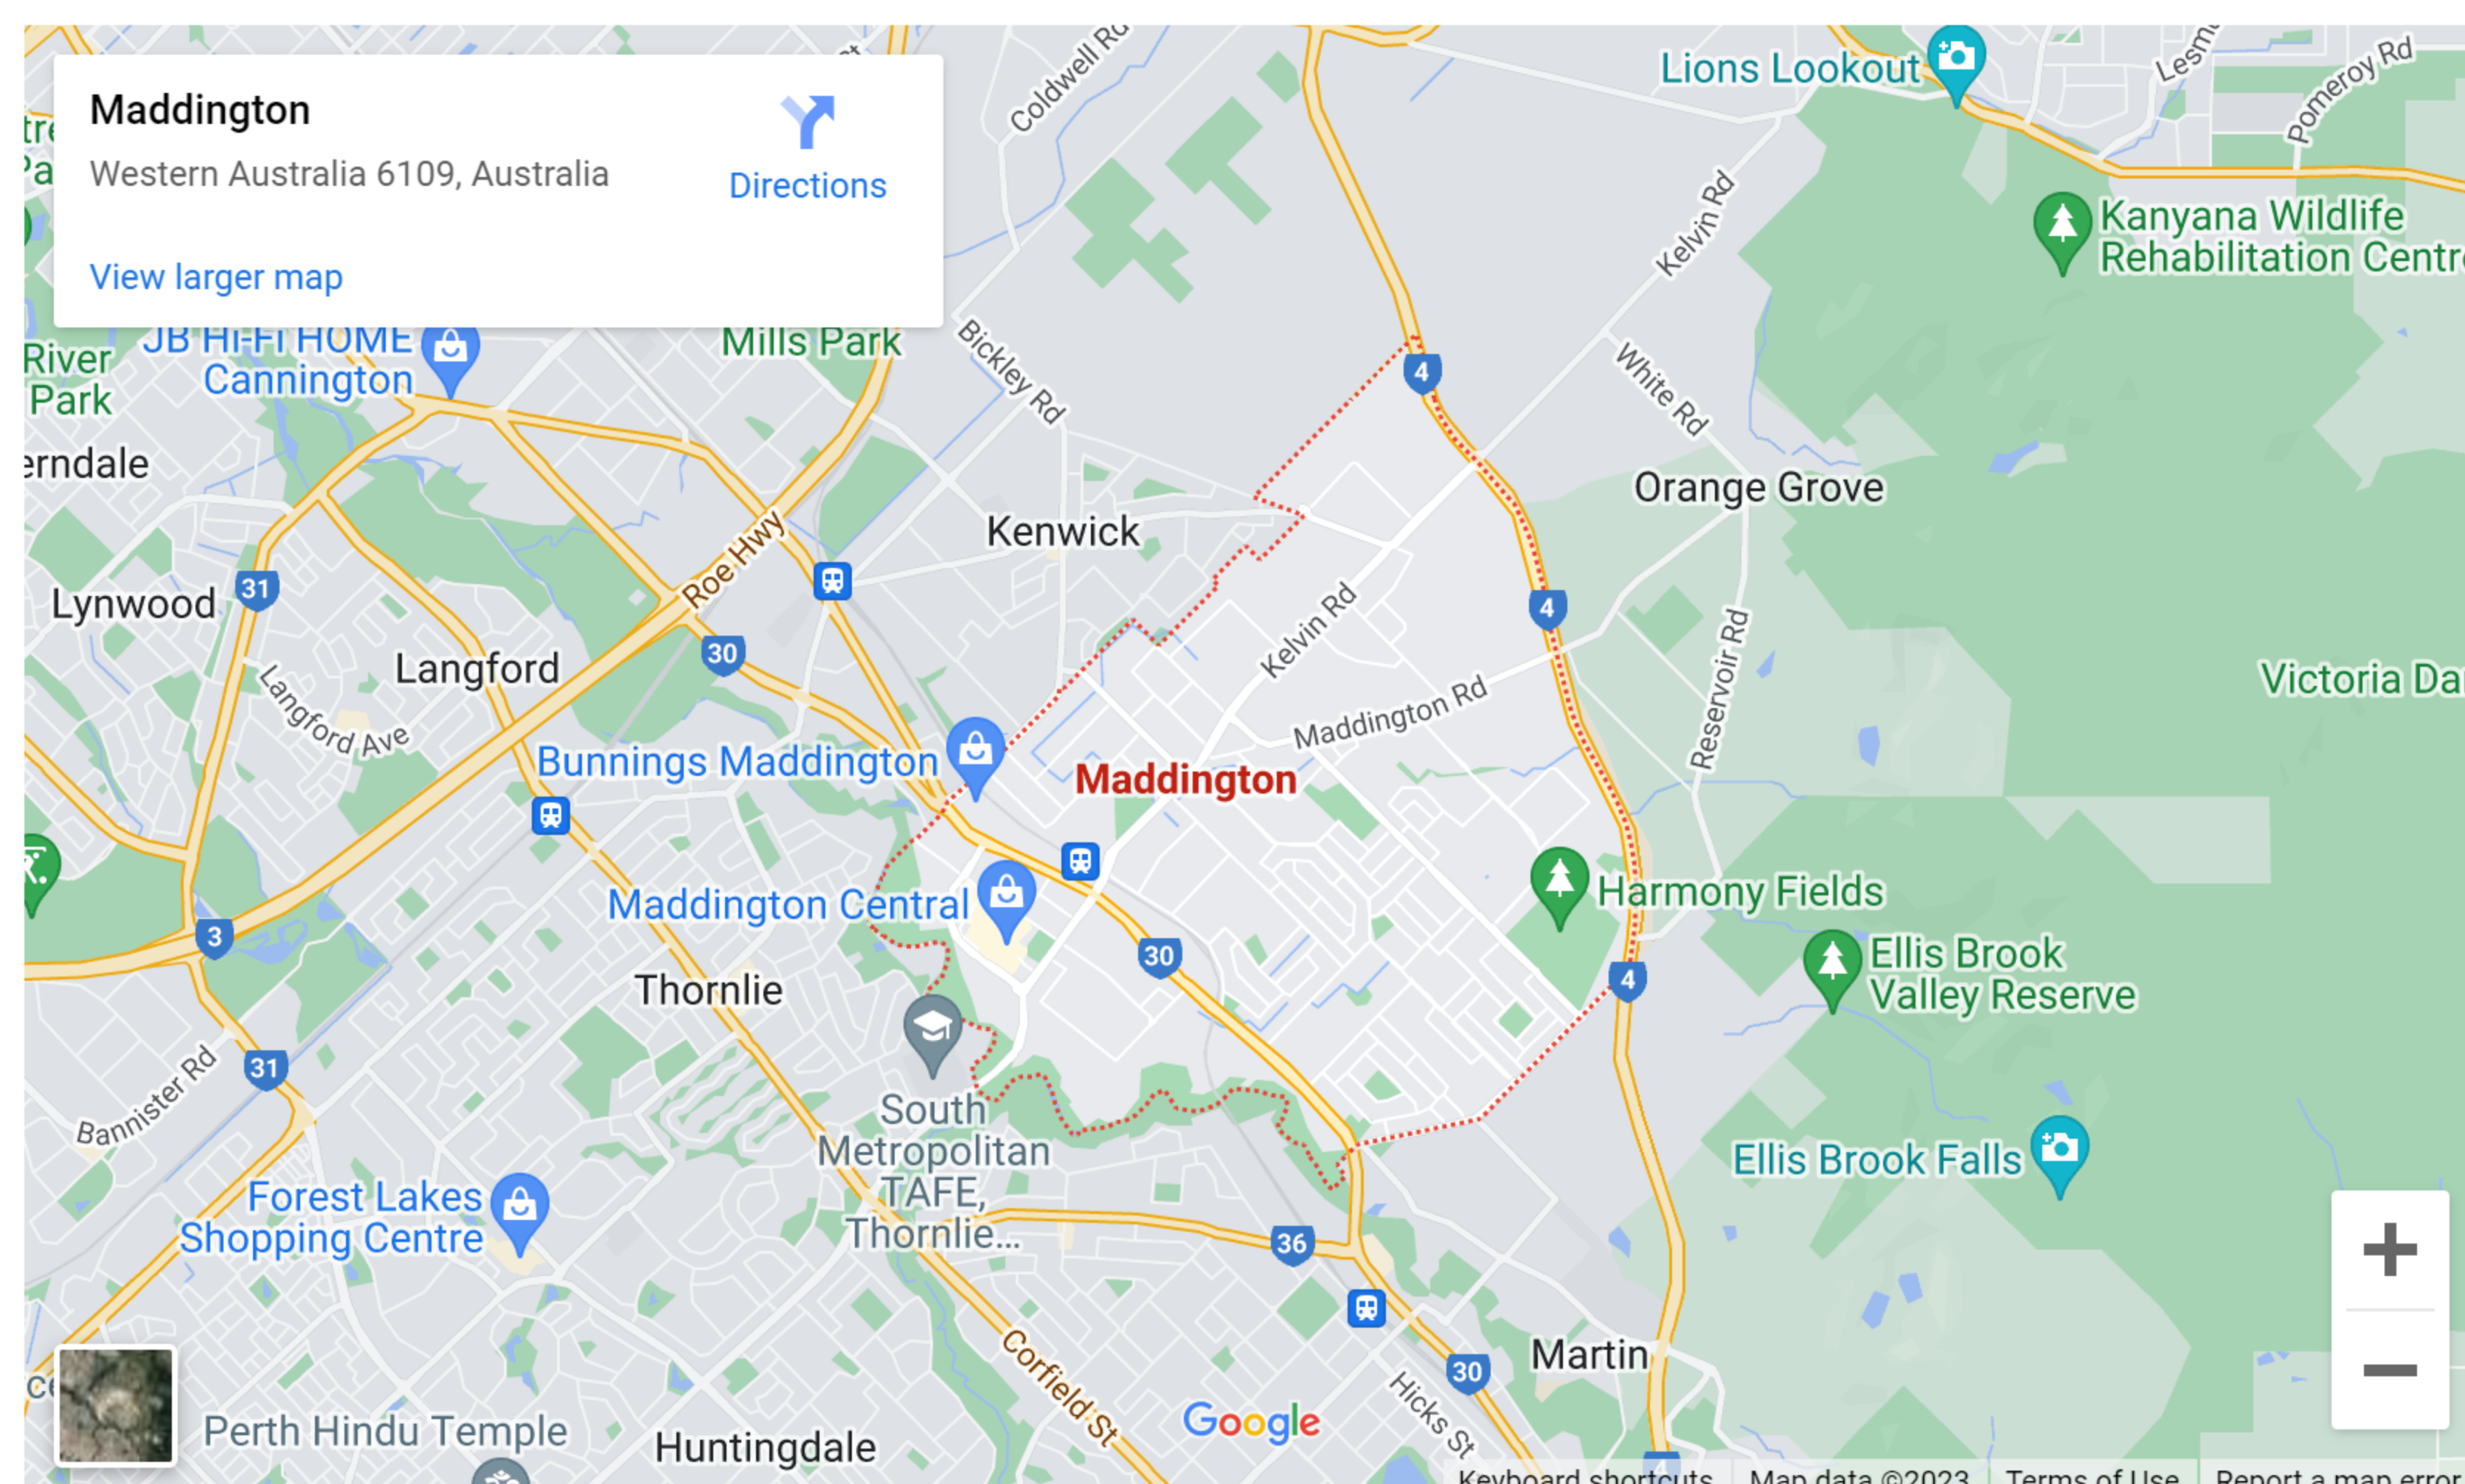 Maddington
Western Australia 6109, Australia
Directions
View larger map
Coldwell Rd
Lions Lookout
Pomeroy Rd
Kelvin Rd
Kanyana Wildlife
Rehabilitation
River
Park
JB Hi-Fi HOME
Cannington
Mills Park
Bickley Rd
4
White Rd
Orange Grove
Kenwick
Roe Hwy
31
Lynwood
30
Langford
Langford Ave
Kelvin Rd
4
Maddington Rd
Reservoir Rd
Victoria
Bunnings Maddington
Maddington
Maddington Central
Harmony Fields
3
30
4
Ellis Brook
Valley Reserve
Thornlie
31
Bannister Rd
South
Metropolitan
TAFE,
Thornlie...
Ellis Brook Falls
Forest Lakes
Shopping Centre
36
Martin
30
Corfield St
Hicks St
Google
Perth Hindu Temple
Huntingdale
4
Keyboard shortcuts
Map data ©2023
Terms of Use
Report a map error